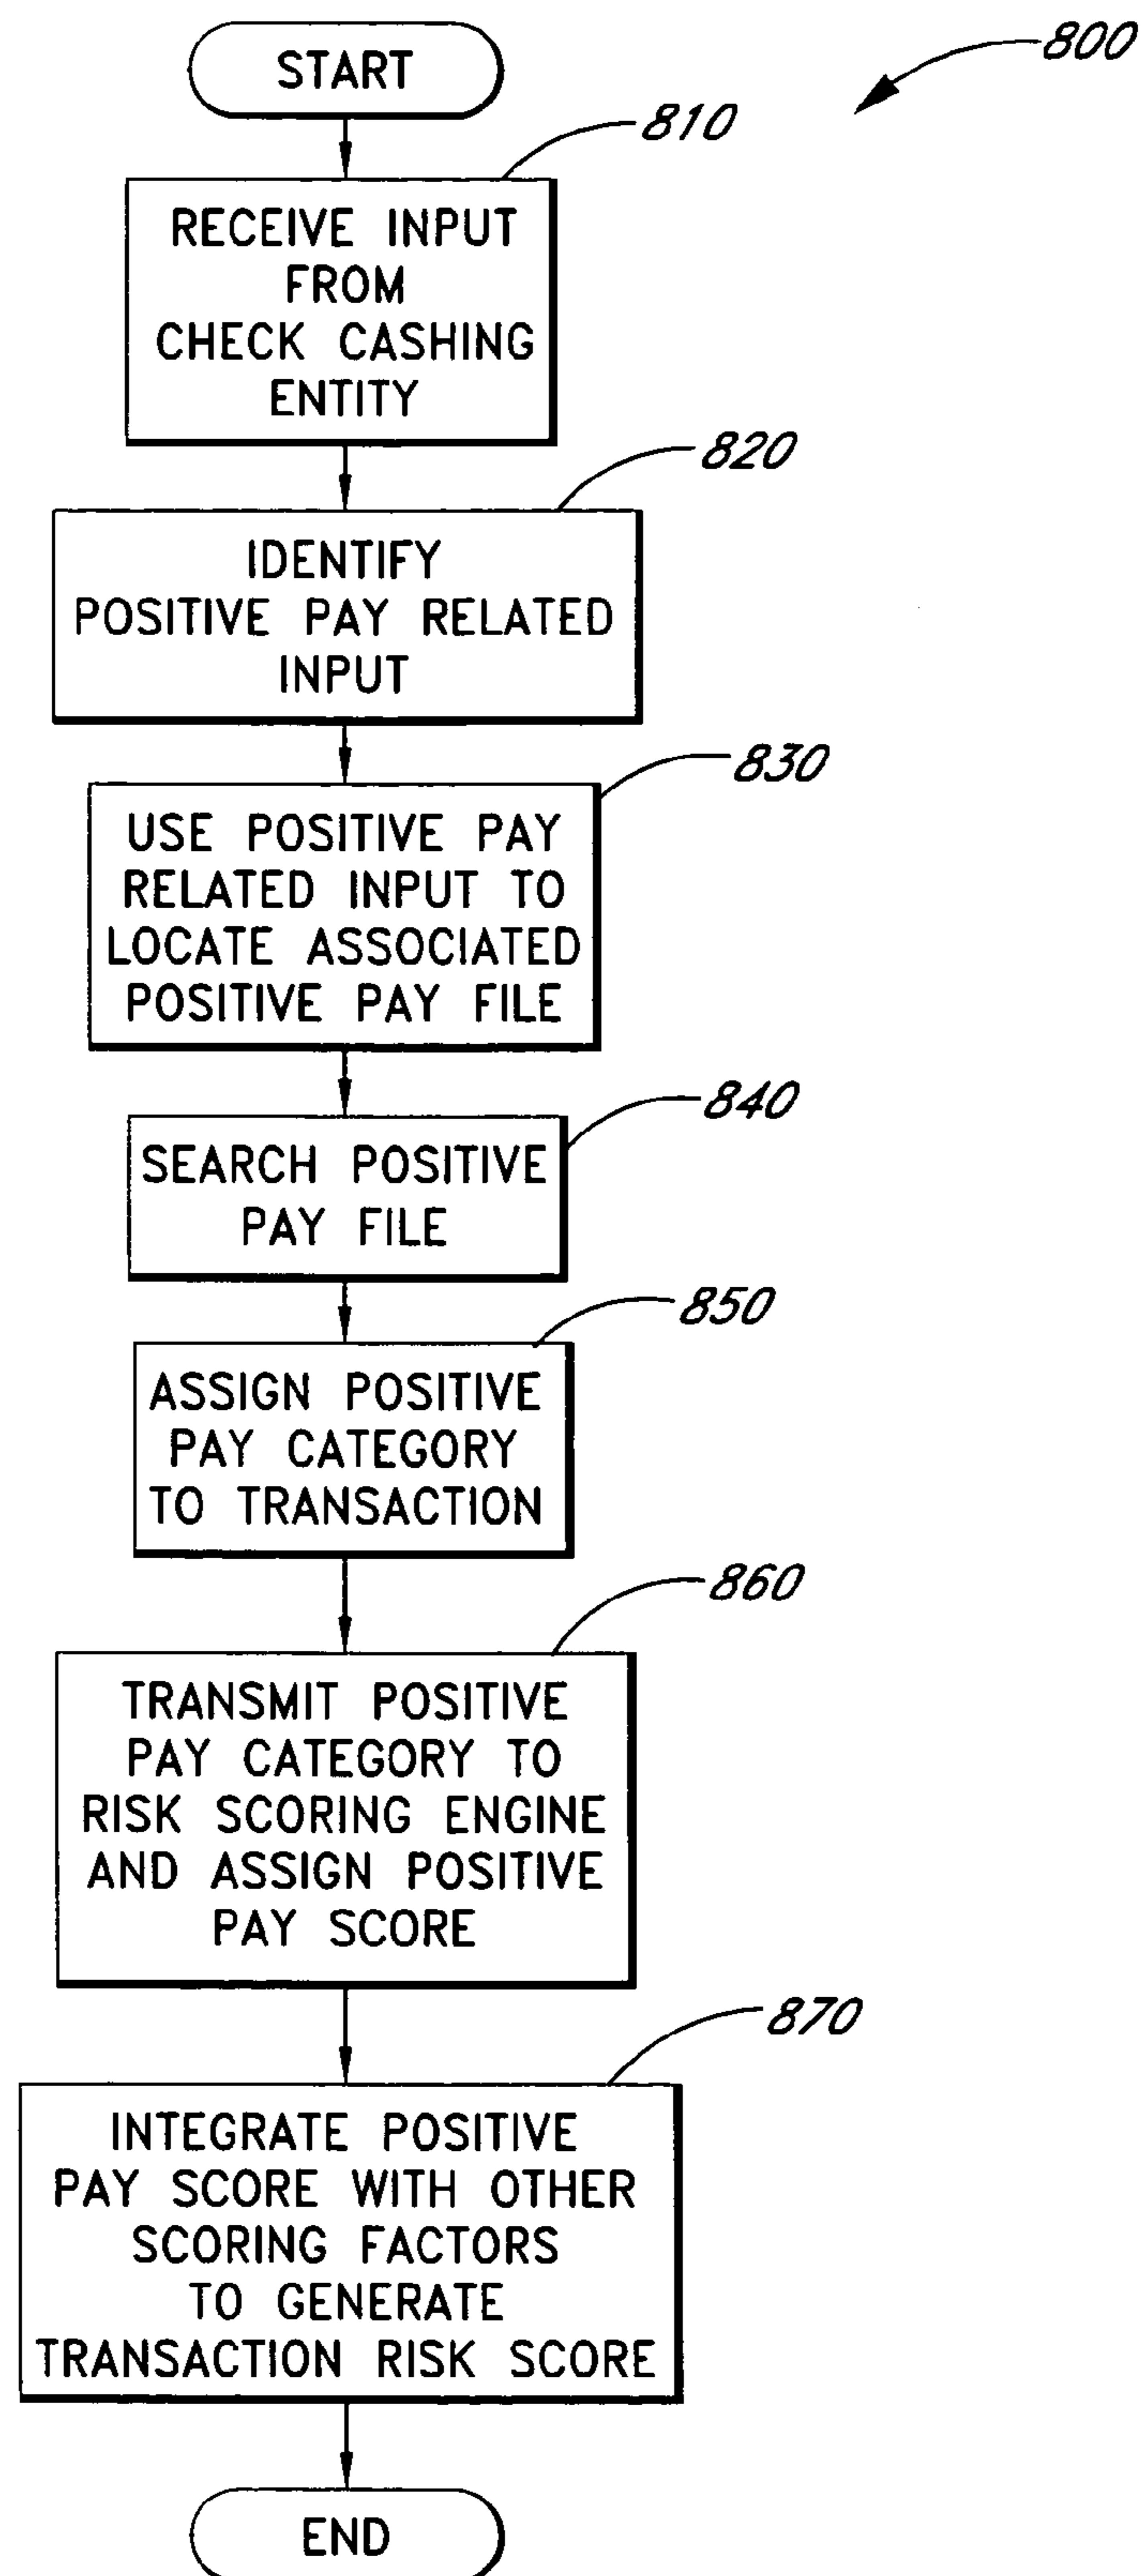 START
800
810
RECEIVE INPUT
FROM
CHECK CASHING
ENTITY
820
IDENTIFY
POSITIVE PAY RELATED
INPUT
830
USE POSITIVE PAY
RELATED INPUT TO
LOCATE ASSOCIATED
POSITIVE PAY FILE
840
SEARCH POSITIVE
PAY FILE
850
ASSIGN POSITIVE
PAY CATEGORY
TO TRANSACTION
860
TRANSMIT POSITIVE
PAY CATEGORY TO
RISK SCORING ENGINE
AND ASSIGN POSITIVE
PAY SCORE
870
INTEGRATE POSITIVE
PAY SCORE WITH OTHER
SCORING FACTORS
TO GENERATE
TRANSACTION RISK SCORE
END